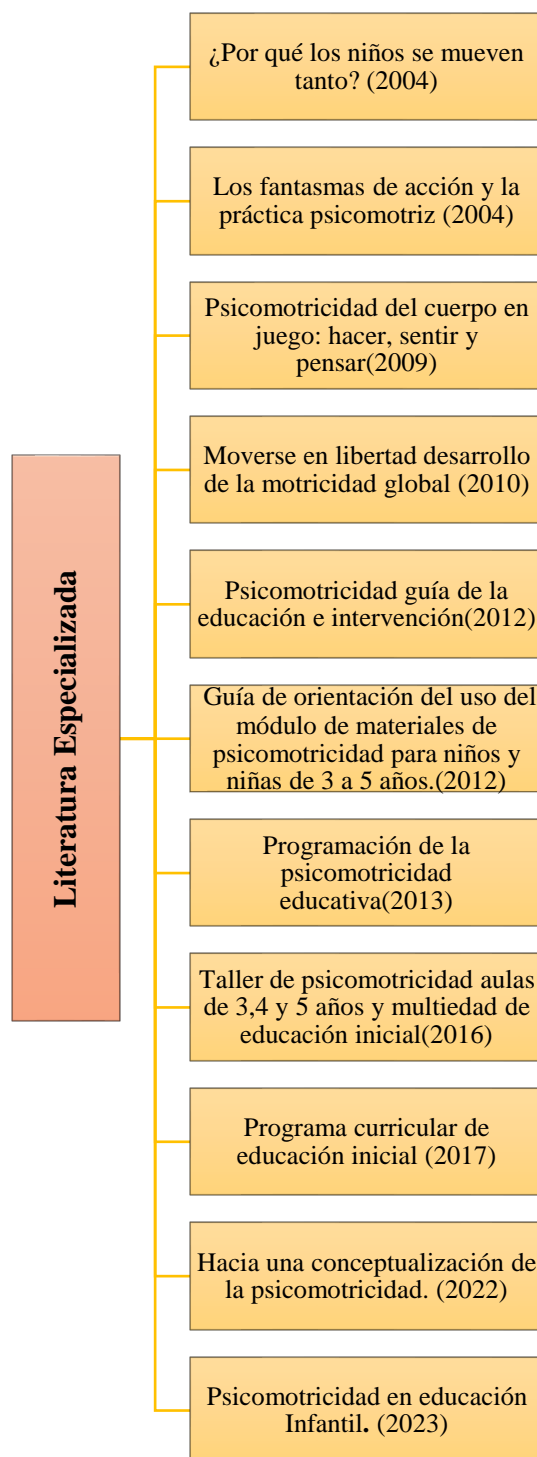 ¿Por qué los niños se mueven
tanto? (2004)
Los fantasmas de acción y la
práctica psicomotriz (2004)
Psicomotricidad del cuerpo en
juego: hacer, sentir y
pensar(2009)
Moverse en libertad desarrollo
de la motricidad global (2010)
Literatura Especializada
Psicomotricidad guía de la
educación e intervención(2012)
Guía de orientación del uso del
módulo de materiales de
psicomotricidad para niños y
niñas de 3 a 5 años.(2012)
Programación de la
psicomotricidad
educativa(2013)
Taller de psicomotricidad aulas
de 3,4 y 5 años y multiedad de
educación inicial(2016)
Programa curricular de
educación inicial (2017)
Hacia una conceptualización de
la psicomotricidad. (2022)
Psicomotricidad en educación
Infantil. (2023)